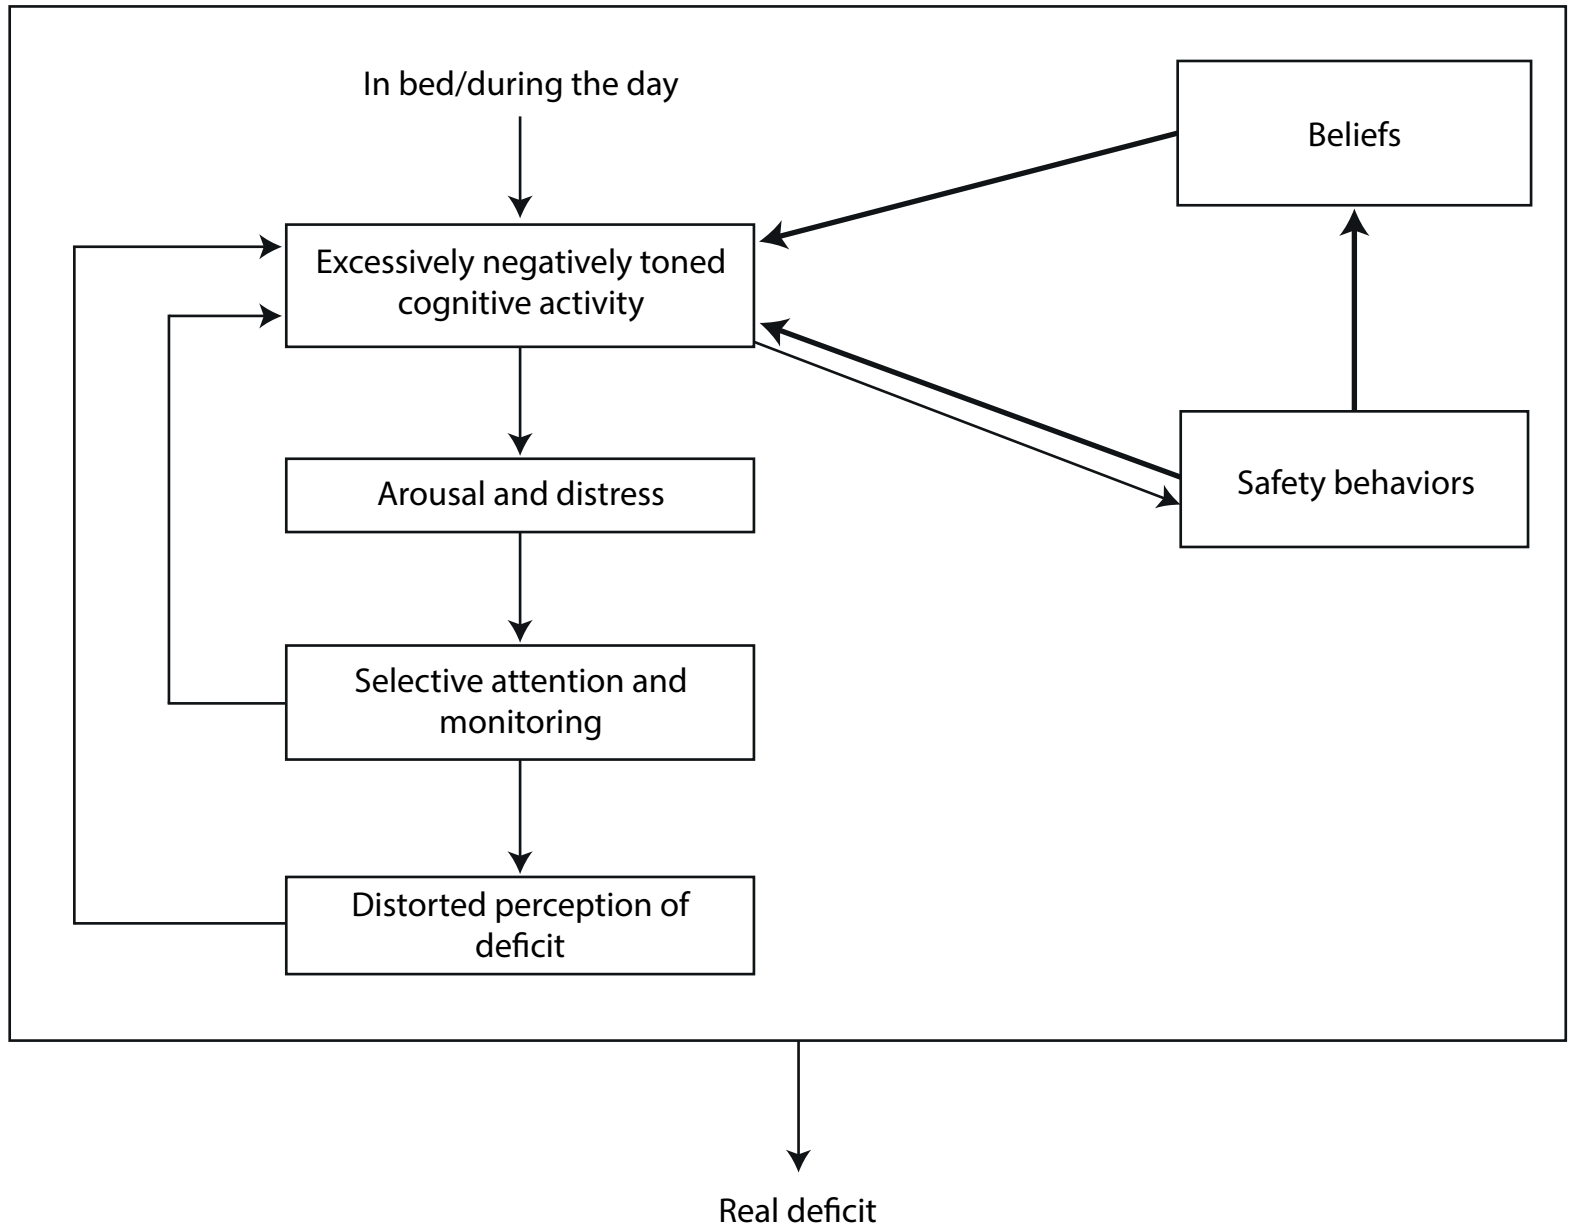 In bed/during the day
Beliefs
Excessively negatively toned
cognitive activity
Arousal and distress
Safety behaviors
Selective attention and
monitoring
Distorted perception of
deficit
Real deficit